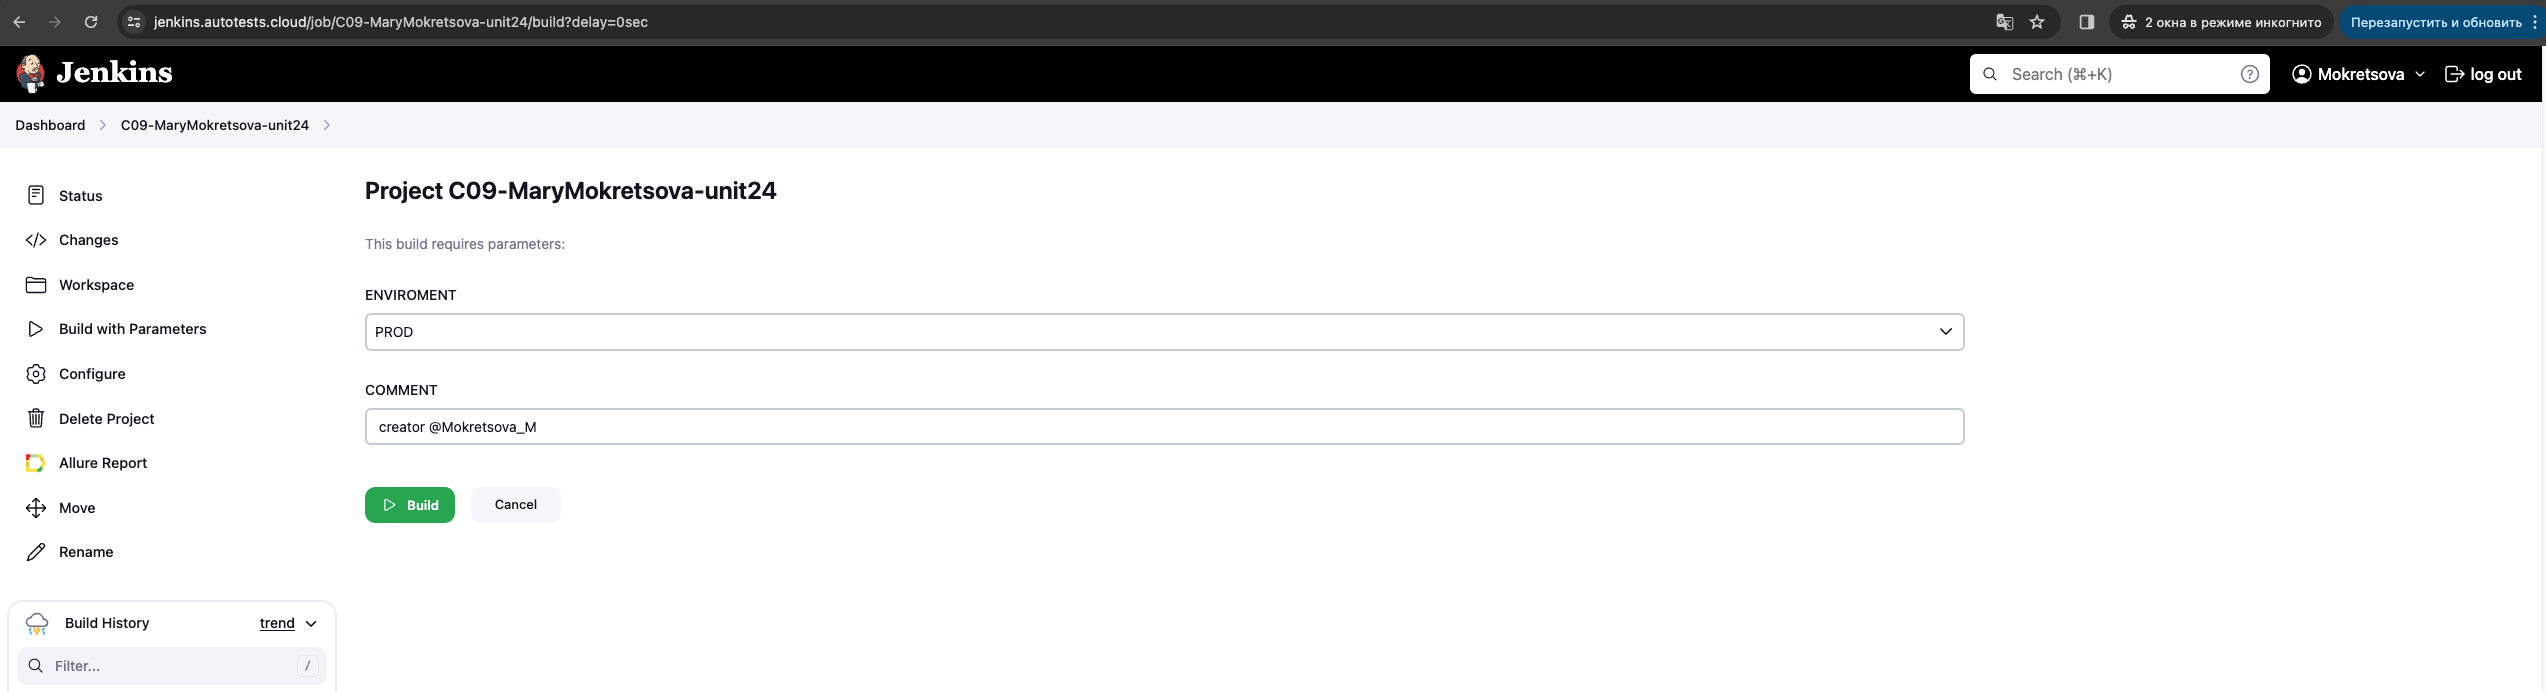 jenkins.autotests.cloud/job/C09-MaryMokretsova-unit24/build?delay=0sec
2 окна в режиме инкогнито
Перезапустить и обновить
Jenkins
Search (⌘+K)
?
Mokretsova
log out
Dashboard
C09-MaryMokretsova-unit24
Status
Changes
Workspace
Build with Parameters
Configure
Delete Project
Allure Report
Move
Rename
Build History
trend
Filter...
/
Project C09-MaryMokretsova-unit24
This build requires parameters:
ENVIROMENT
PROD
COMMENT
creator @Mokretsova_M
Build
Cancel